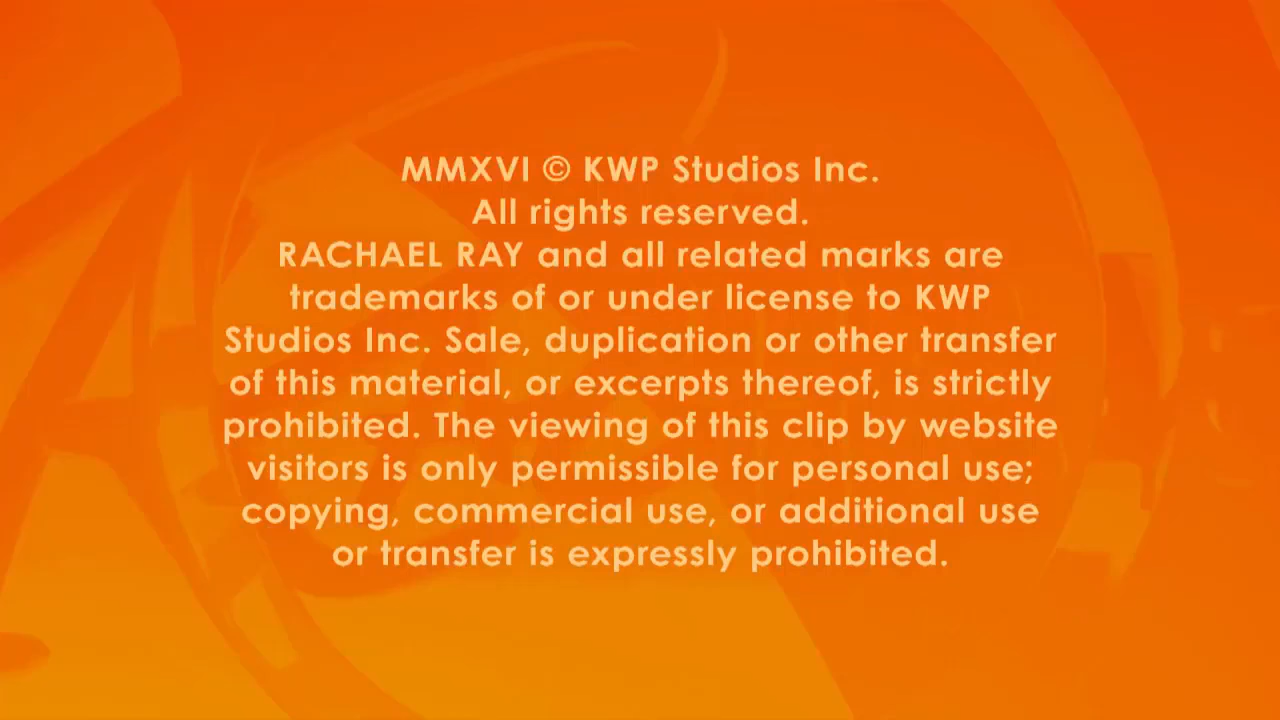 MMXVI © KWP Studios Inc.
All rights reserved.
RACHAEL RAY and all related marks are
trademarks of or under license to KWP
Studios Inc. Sale, duplication or other transfer
of this material, or excerpts thereof, is strictly
prohibited. The viewing of this clip by website
visitors is only permissible for personal use;
copying, commercial use, or additional use
or transfer is expressly prohibited.